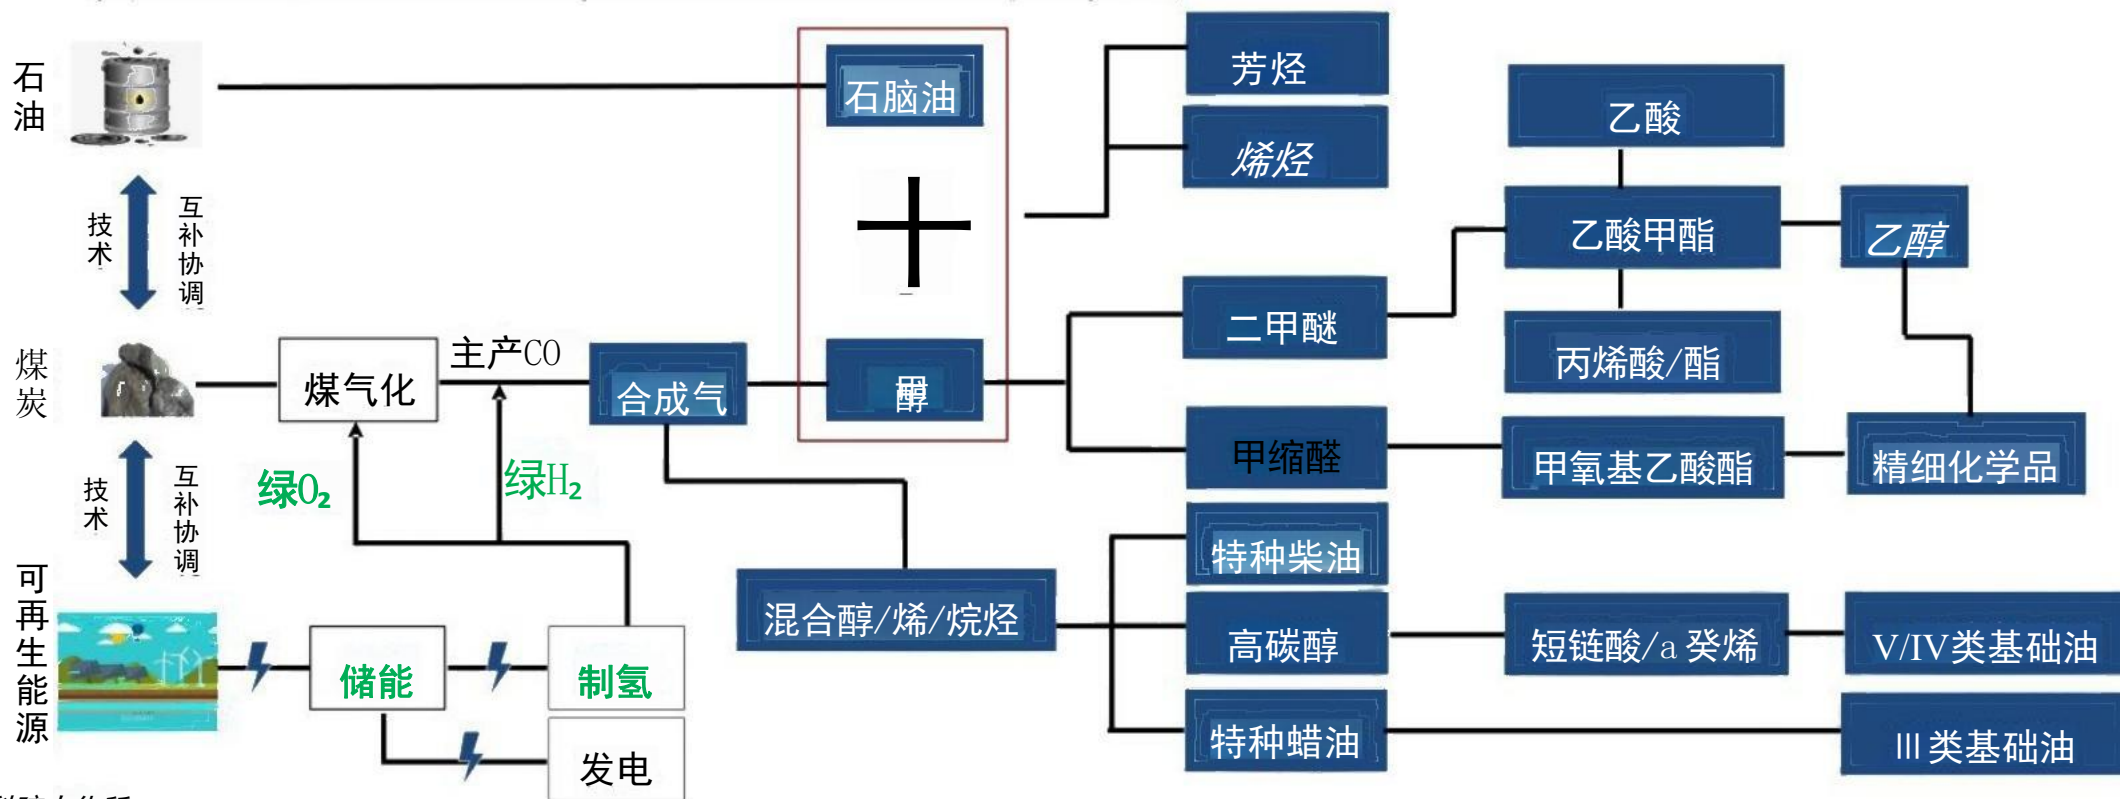 石油
石脑油
芳烃
烯烃
乙酸
乙酸甲酯
乙醇
技术
互补协调
二甲醚
丙烯酸/酯
煤炭
煤气化
主产CO
合成气
甲醇
甲缩醛
甲氧基乙酸酯
精细化学品
技术
互补协调
绿O₂
绿H₂
特种柴油
可再生能源
混合醇/烯/烷烃
高碳醇
短链酸/a癸烯
V/IV类基础油
储能
制氢
特种蜡油
III类基础油
发电